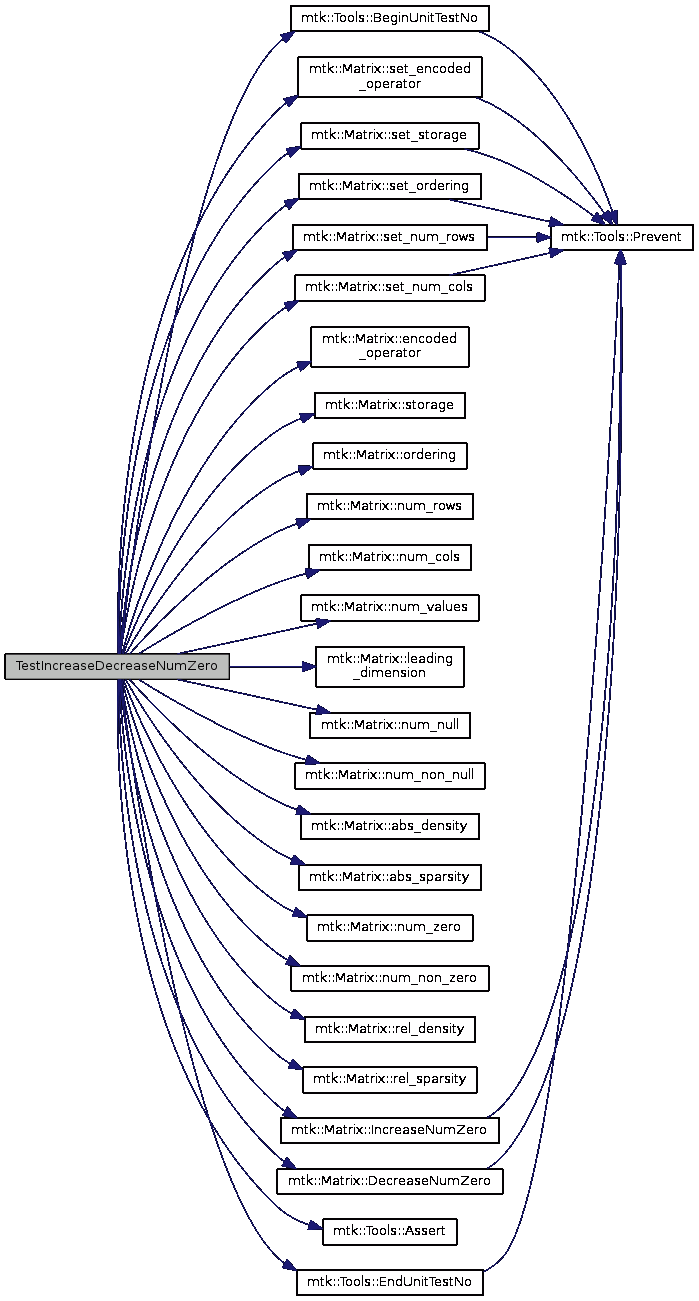 mtk::Tools::BeginUnitTestNo
mtk::Matrix::set_encoded
_operator
mtk::Matrix::set_storage
mtk::Matrix::set_ordering
mtk::Matrix::set_num_rows
mtk::Tools::Prevent
mtk::Matrix::set_num_cols
mtk::Matrix::encoded
_operator
mtk::Matrix::storage
mtk::Matrix::ordering
mtk::Matrix::num_rows
mtk::Matrix::num_cols
mtk::Matrix::num_values
TestIncreaseDecreaseNumZero
mtk::Matrix::leading
_dimension
mtk::Matrix::num_null
mtk::Matrix::num_non_null
mtk::Matrix::abs_density
mtk::Matrix::abs_sparsity
mtk::Matrix::num_zero
mtk::Matrix::num_non_zero
mtk::Matrix::rel_density
mtk::Matrix::rel_sparsity
mtk::Matrix::IncreaseNumZero
mtk::Matrix::DecreaseNumZero
mtk::Tools::Assert
mtk::Tools::EndUnitTestNo